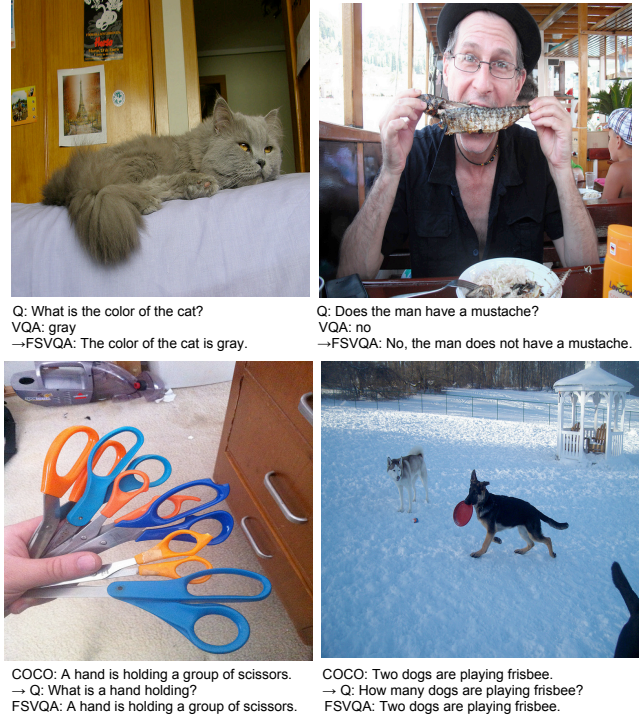 Q: What is the color of the cat?
VQA: gray
→FSVQA: The color of the cat is gray.
Q: Does the man have a mustache?
VQA: no
→FSVQA: No, the man does not have a mustache.
COCO: A hand is holding a group of scissors.
→ Q: What is a hand holding?
FSVQA: A hand is holding a group of scissors.
COCO: Two dogs are playing frisbee.
→ Q: How many dogs are playing frisbee?
FSVQA: Two dogs are playing frisbee.